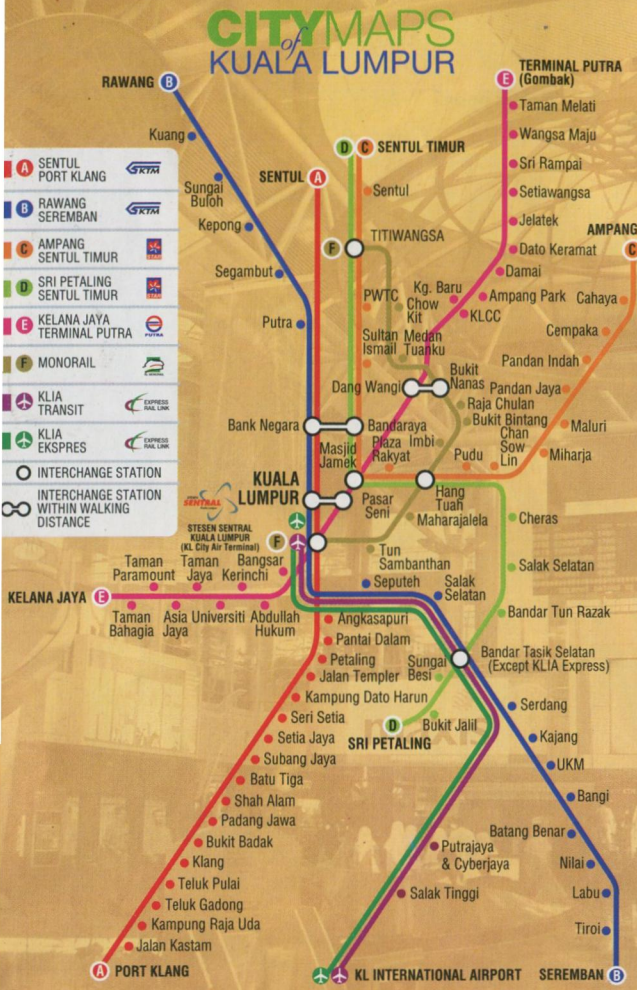 CITYMAPS
of
KUALA LUMPUR
A SENTUL
PORT KLANG
KTM
B RAWANG
SEREMBAN
KTM
C AMPANG
SENTUL TIMUR
STAR
D SRI PETALING
SENTUL TIMUR
STAR
E KELANA JAYA
TERMINAL PUTRA
PUTRA
F MONORAIL
KLIA
TRANSIT
EXPRESS
RAIL LINK
KLIA
EKSPRES
EXPRESS
RAIL LINK
INTERCHANGE STATION
INTERCHANGE STATION
WITHIN WALKING
DISTANCE
RAWANG B
Kuang
Sungai
Buloh
Kepong
Segambut
Putra
SENTUL A
D C SENTUL TIMUR
Sentul
F TITIWANGSA
PWTC
Chow
Kit
Sultan
Ismail
Medan
Tuanku
Dang Wangi
Bukit
Nanas
Raja Chulan
Bukit Bintang
Imbi
Bank Negara
Bandaraya
Masjid
Jamek
Plaza
Rakyat
Pudu
Chan
Sow
Lin
Miharja
Maluri
Pandan Jaya
Pandan Indah
Cempaka
Cahaya
AMPANG
C
E
TERMINAL PUTRA
(Gombak)
Taman Melati
Wangsa Maju
Sri Rampai
Setiawangsa
Jelatek
Dato Keramat
Damai
Ampang Park
KLCC
Kg. Baru
KUALA
LUMPUR
Pasar
Seni
Hang
Tuah
Maharajalela
Tun
Sambanthan
SENTRAL
STESEN SENTRAL
KUALA LUMPUR
(KL City Air Terminal)
F
KELANA JAYA E
Taman
Paramount
Taman
Jaya
Kerinchi
Bangsar
Taman
Bahagia
Asia
Jaya
Universiti
Abdullah
Hukum
Seputeh
Salak
Selatan
Cheras
Salak Selatan
Bandar Tun Razak
Bandar Tasik Selatan
(Except KLIA Express)
Sungai
Besi
Bukit Jalil
D
SRI PETALING
Angkasapuri
Pantai Dalam
Petaling
Jalan Templer
Kampung Dato Harun
Seri Setia
Setia Jaya
Subang Jaya
Batu Tiga
Shah Alam
Padang Jawa
Bukit Badak
Klang
Teluk Pulai
Teluk Gadong
Kampung Raja Uda
Jalan Kastam
A PORT KLANG
Serdang
Kajang
UKM
Bangi
Batang Benar
Nilai
Labu
Tiroi
SEREMBAN B
Putrajaya
& Cyberjaya
Salak Tinggi
KL INTERNATIONAL AIRPORT